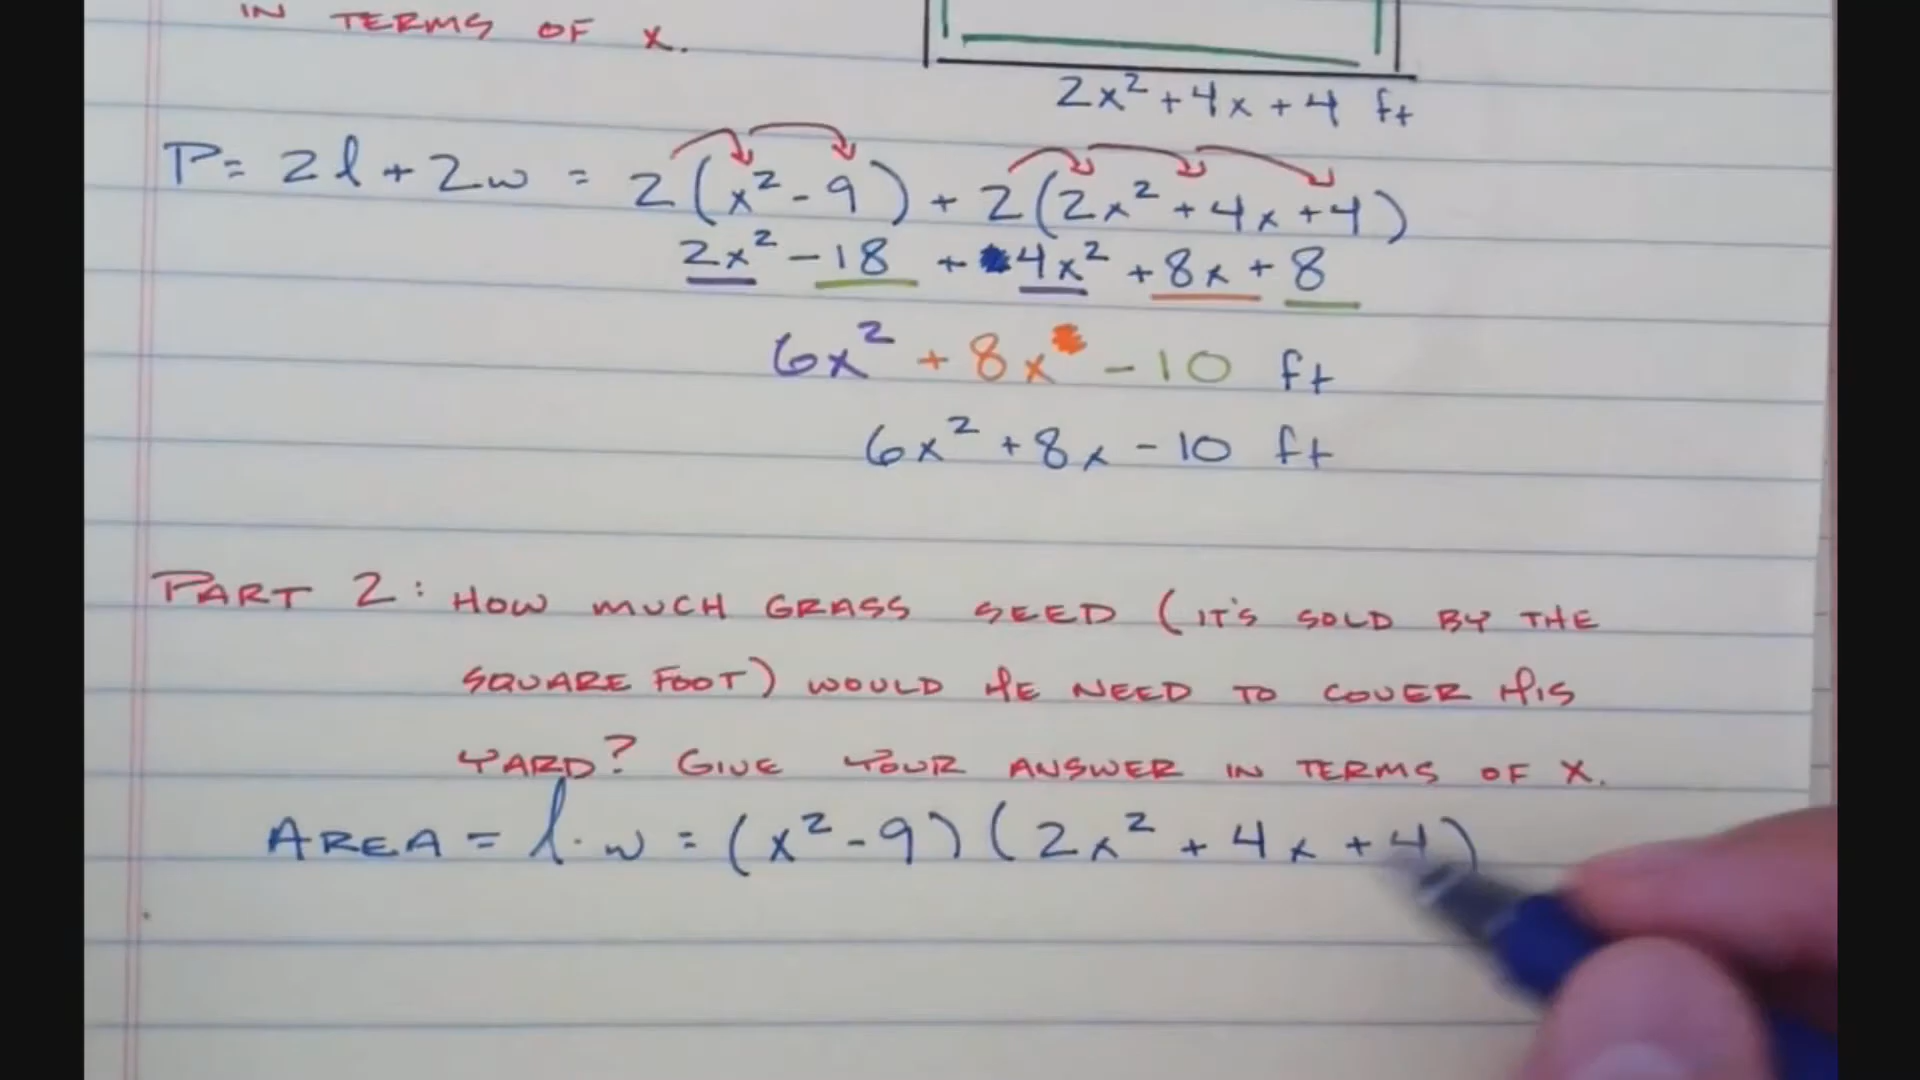 IN TERMS OF X.
2x² + 4x + 4 ft
P = 2l + 2w = 2(x² - 9) + 2(2x² + 4x + 4)
2x² - 18 + 4x² + 8x + 8
6x² + 8x - 10 ft
6x² + 8x - 10 ft
PART 2: HOW MUCH GRASS SEED (IT'S SOLD BY THE
SQUARE FOOT) WOULD HE NEED TO COVER HIS
YARD? GIVE YOUR ANSWER IN TERMS OF X.
AREA = l · w = (x² - 9)(2x² + 4x + 4)